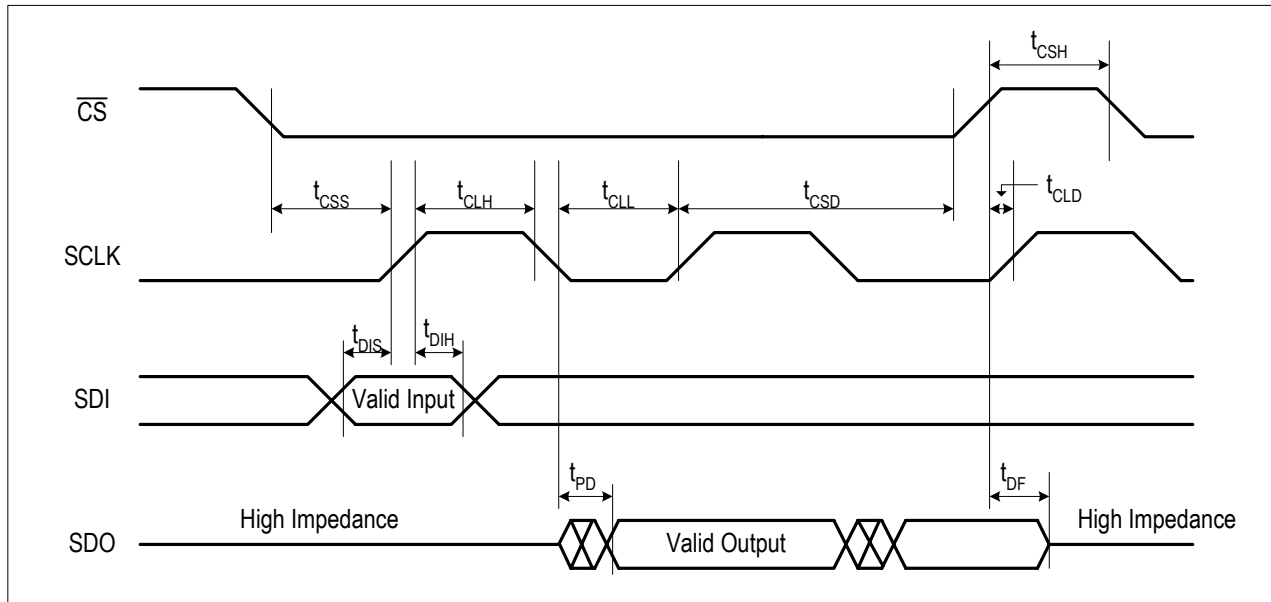 t_CSH
C̅S̅
t_CSS
t_CLH
t_CLL
t_CSD
t_CLD
SCLK
t_DIS
t_DIH
SDI
Valid Input
t_PD
t_DF
High Impedance
High Impedance
SDO
Valid Output